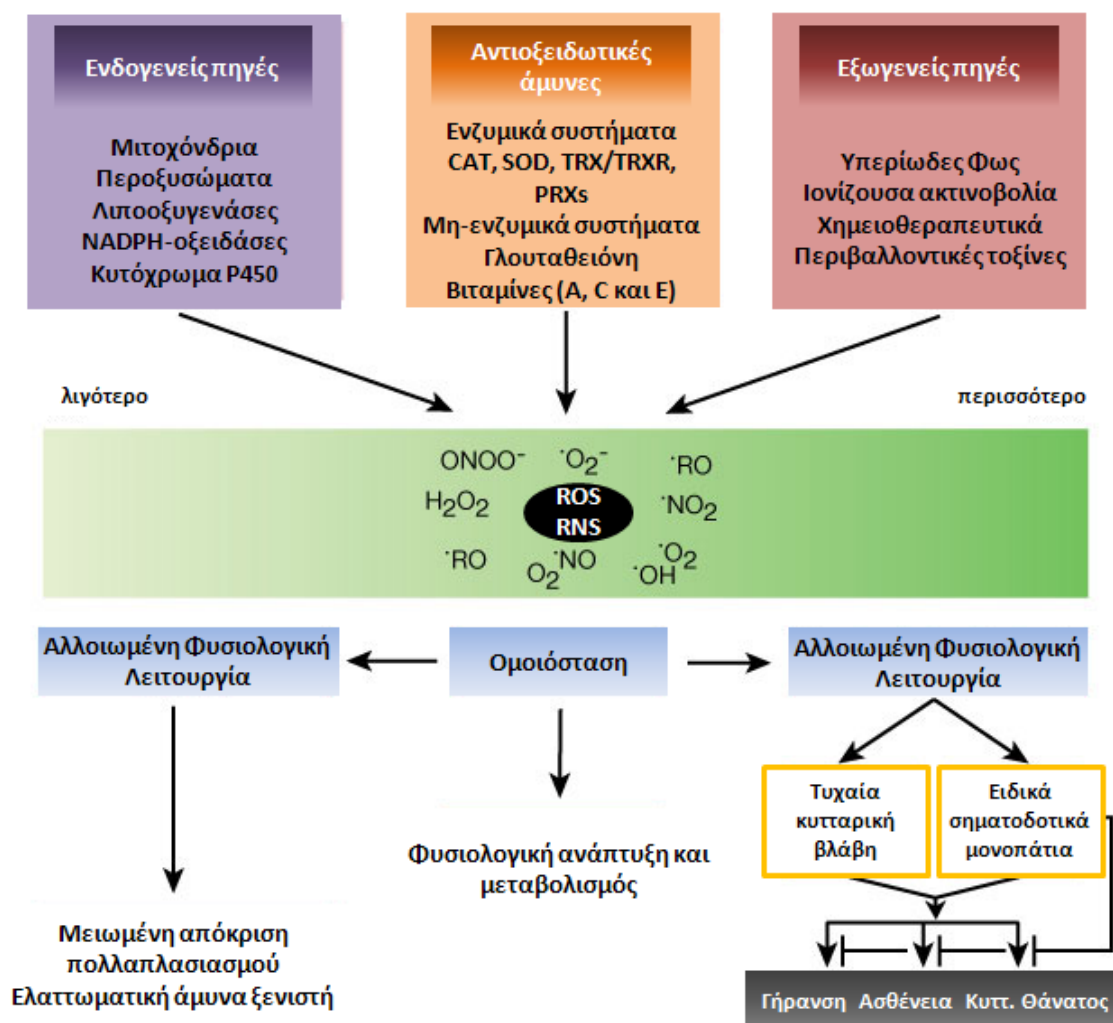 Ενδογενείς πηγές
Μιτοχόνδρια
Περοξυσώματα
Λιποοξυγενάσες
NADPH-οξειδάσες
Κυτόχρωμα P450
Αντιοξειδωτικές
άμυνες
Ενζυμικά συστήματα
CAT, SOD, TRX/TRXR,
PRXs
Μη-ενζυμικά συστήματα
Γλουταθειόνη
Βιταμίνες (A, C και E)
Εξωγενείς πηγές
Υπερίωδες Φως
Ιονίζουσα ακτινοβολία
Χημειοθεραπευτικά
Περιβαλλοντικές τοξίνες
λιγότερο
περισσότερο
ONOO⁻ ˙O₂⁻ ˙RO
H₂O₂ ROS ˙NO₂
RNS
˙RO O₂ ˙NO ˙OH ˙O₂
Αλλοιωμένη Φυσιολογική
Λειτουργία
Ομοιόσταση
Αλλοιωμένη Φυσιολογική
Λειτουργία
Τυχαία
κυτταρική
βλάβη
Ειδικά
σηματοδοτικά
μονοπάτια
Φυσιολογική ανάπτυξη και
μεταβολισμός
Μειωμένη απόκριση
πολλαπλασιασμού
Ελαττωματική άμυνα ξενιστή
Γήρανση Ασθένεια Κυττ. Θάνατος